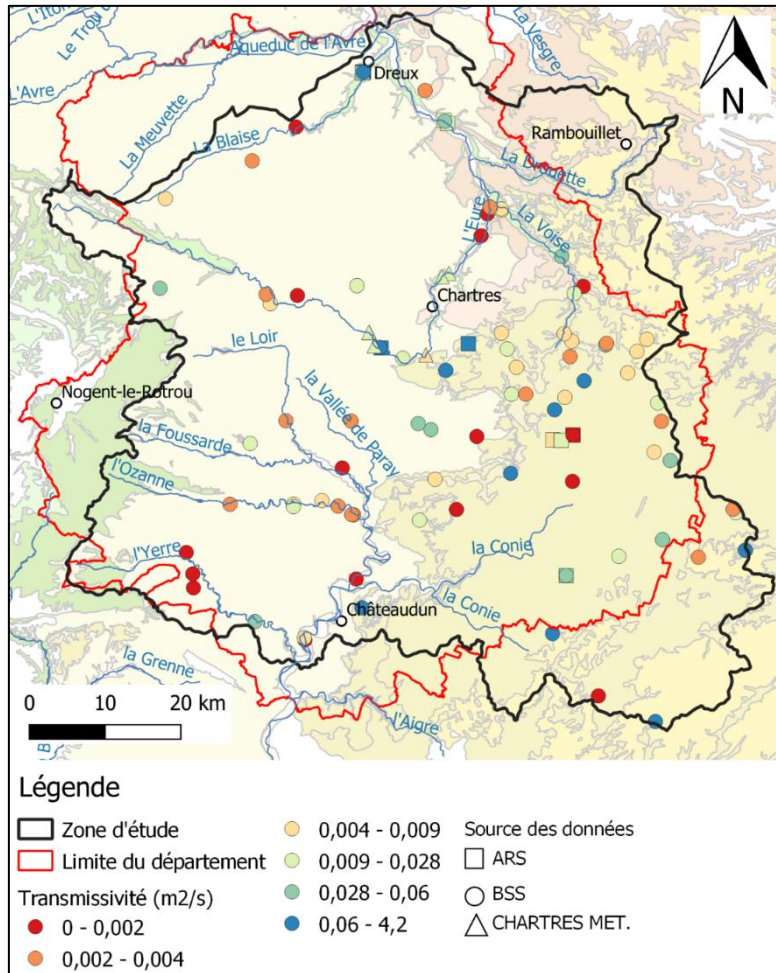 L'Iton
Le Trou
L'Avre
Aqueduc de l'Avre
La Vesgre
Dreux
La Meuvette
La Blaise
N
Rambouillet
La Drouette
L'Eure
La Voise
Chartres
le Loir
Nogent-le-Rotrou
la Vallée de Paray
la Foussarde
l'Ozanne
l'Yerre
la Conie
Châteaudun
la Conie
la Grenne
l'Aigre
0 10 20 km
B
Légende
Zone d'étude
Limite du département
Transmissivité (m2/s)
0 - 0,002
0,002 - 0,004
0,004 - 0,009
0,009 - 0,028
0,028 - 0,06
0,06 - 4,2
Source des données
ARS
BSS
CHARTRES MET.